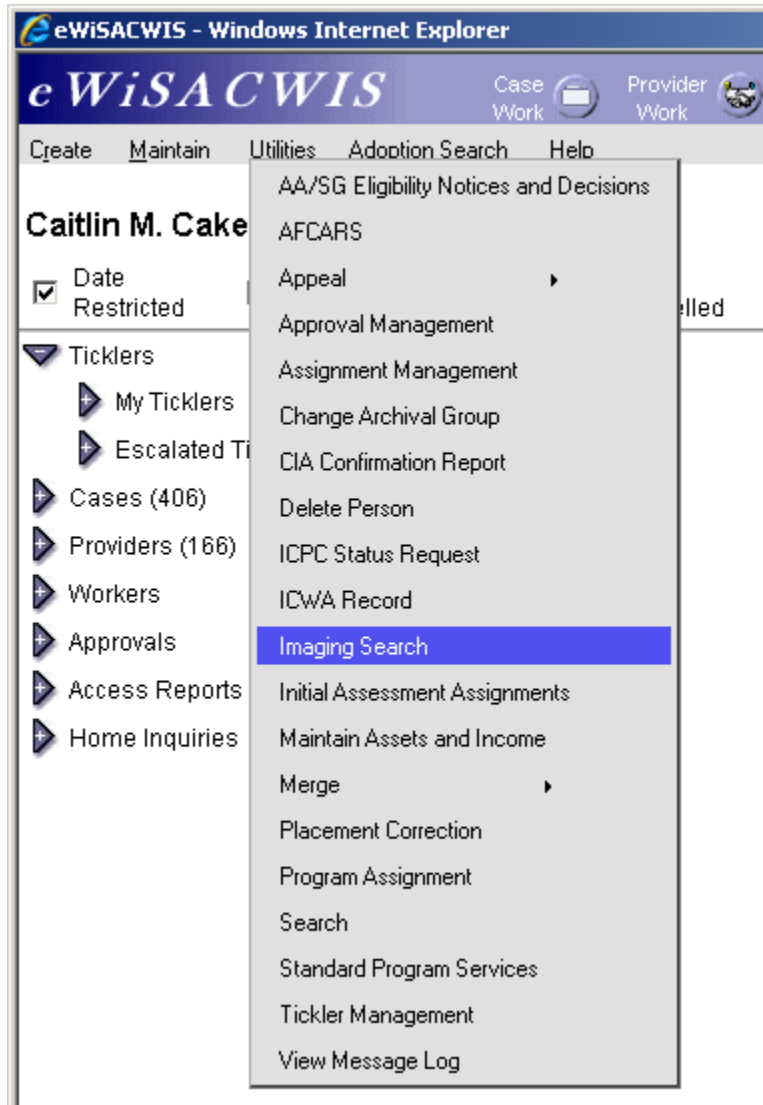 eWiSACWIS - Windows Internet Explorer
e WiSACWIS
Case Work
Provider Work
Create Maintain Utilities Adoption Search Help
Caitlin M. Cake
Date Restricted
Ticklers
My Ticklers
Escalated Ti
Cases (406)
Providers (166)
Workers
Approvals
Access Reports
Home Inquiries
AA/SG Eligibility Notices and Decisions
AFCARS
Appeal
Approval Management
Assignment Management
Change Archival Group
CIA Confirmation Report
Delete Person
ICPC Status Request
ICWA Record
Imaging Search
Initial Assessment Assignments
Maintain Assets and Income
Merge
Placement Correction
Program Assignment
Search
Standard Program Services
Tickler Management
View Message Log